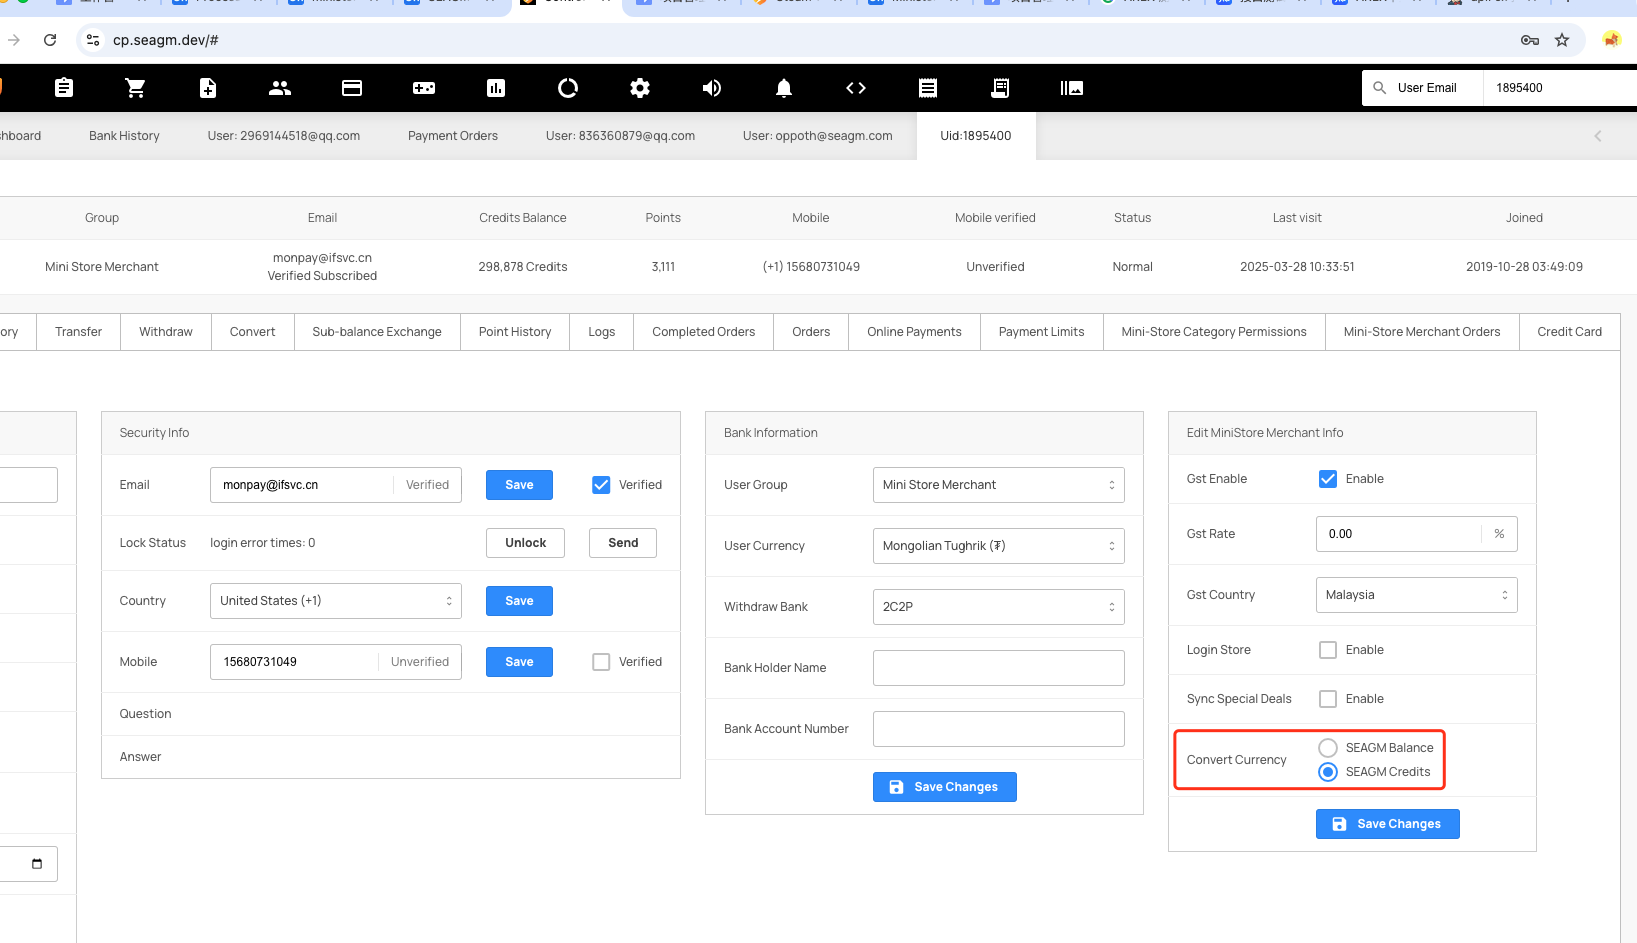 cp.seagm.dev/#
User Email
1895400
Bank History
User: 2969144518@qq.com
Payment Orders
User: 836360879@qq.com
User: oppoth@seagm.com
Uid:1895400
Group
Email
Credits Balance
Points
Mobile
Mobile verified
Status
Last visit
Joined
Mini Store Merchant
monpay@ifsvc.cn
Verified Subscribed
298,878 Credits
3,111
(+1) 15680731049
Unverified
Normal
2025-03-28 10:33:51
2019-10-28 03:49:09
Transfer
Withdraw
Convert
Sub-balance Exchange
Point History
Logs
Completed Orders
Orders
Online Payments
Payment Limits
Mini-Store Category Permissions
Mini-Store Merchant Orders
Credit Card
Security Info
Email
monpay@ifsvc.cn
Verified
Save
Verified
Lock Status
login error times: 0
Unlock
Send
Country
United States (+1)
Save
Mobile
15680731049
Unverified
Save
Verified
Question
Answer
Bank Information
User Group
Mini Store Merchant
User Currency
Mongolian Tughrik (₮)
Withdraw Bank
2C2P
Bank Holder Name
Bank Account Number
Save Changes
Edit MiniStore Merchant Info
Gst Enable
Enable
Gst Rate
0.00
%
Gst Country
Malaysia
Login Store
Enable
Sync Special Deals
Enable
Convert Currency
SEAGM Balance
SEAGM Credits
Save Changes